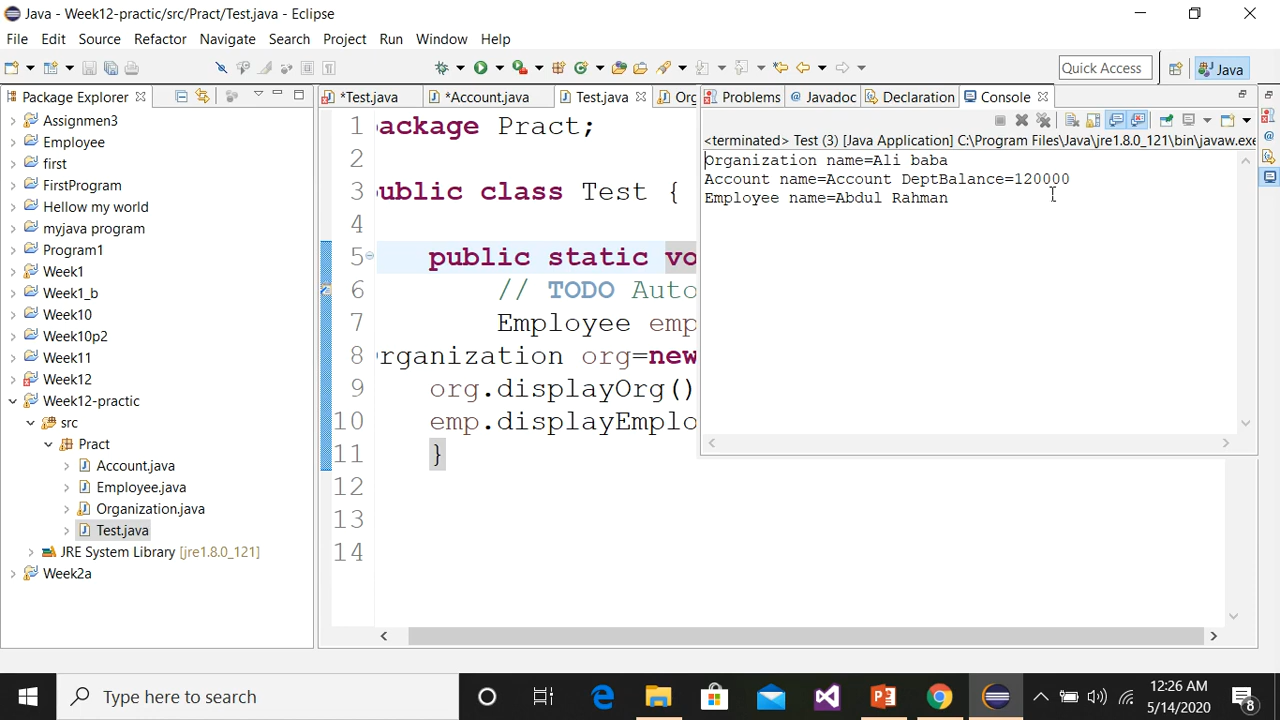 Java - Week12-practic/src/Pract/Test.java - Eclipse
File Edit Source Refactor Navigate Search Project Run Window Help
Quick Access
Java
Package Explorer
*Test.java
*Account.java
Test.java
Org
Problems
Javadoc
Declaration
Console
Assignmen3
Employee
first
FirstProgram
Hellow my world
myjava program
Program1
Week1
Week1_b
Week10
Week10p2
Week11
Week12
Week12-practic
src
Pract
Account.java
Employee.java
Organization.java
Test.java
JRE System Library [jre1.8.0_121]
Week2a
1 ackage Pract;
2
3 ublic class Test {
4
5 public static vo
6 // TODO Auto
7 Employee emp
8 rganization org=new
9 org.displayOrg()
10 emp.displayEmplo
11 }
12
13
14
<terminated> Test (3) [Java Application] C:\Program Files\Java\jre1.8.0_121\bin\javaw.exe
Organization name=Ali baba
Account name=Account DeptBalance=120000
Employee name=Abdul Rahman
Type here to search
12:26 AM
5/14/2020
8